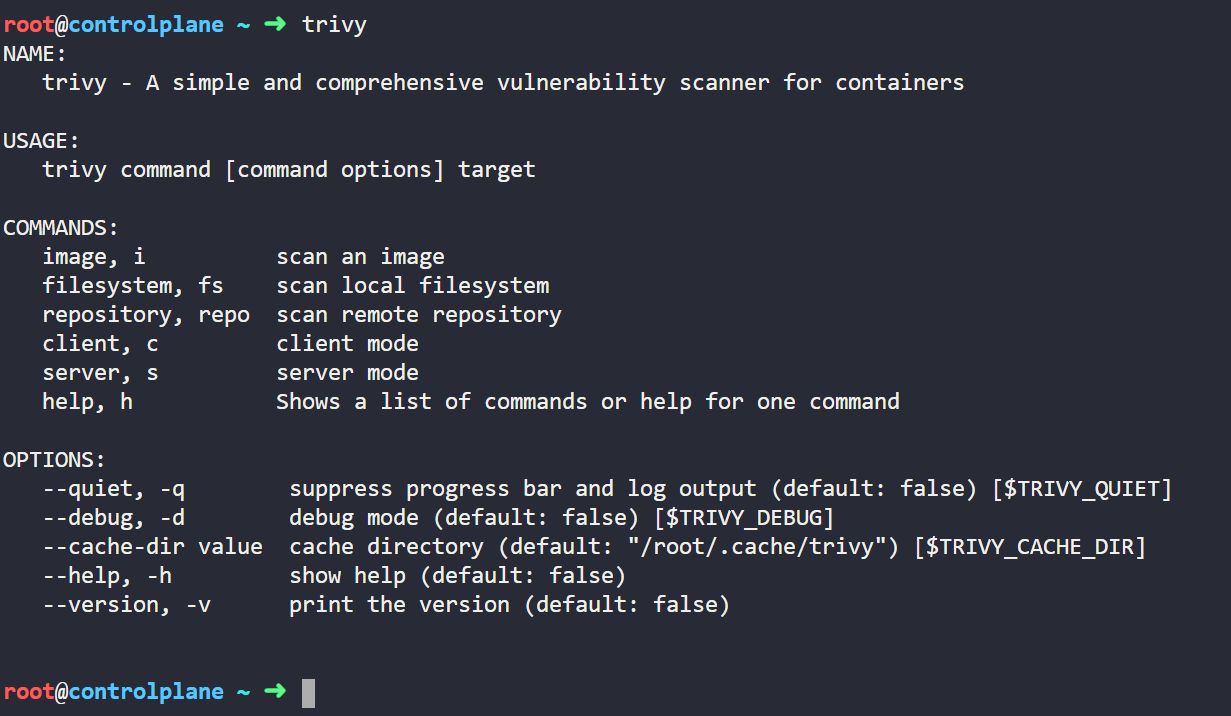 root@controlplane ~ ➜ trivy
NAME:
   trivy - A simple and comprehensive vulnerability scanner for containers

USAGE:
   trivy command [command options] target

COMMANDS:
   image, i          scan an image
   filesystem, fs    scan local filesystem
   repository, repo  scan remote repository
   client, c         client mode
   server, s         server mode
   help, h           Shows a list of commands or help for one command

OPTIONS:
   --quiet, -q        suppress progress bar and log output (default: false) [$TRIVY_QUIET]
   --debug, -d        debug mode (default: false) [$TRIVY_DEBUG]
   --cache-dir value  cache directory (default: "/root/.cache/trivy") [$TRIVY_CACHE_DIR]
   --help, -h         show help (default: false)
   --version, -v      print the version (default: false)

root@controlplane ~ ➜